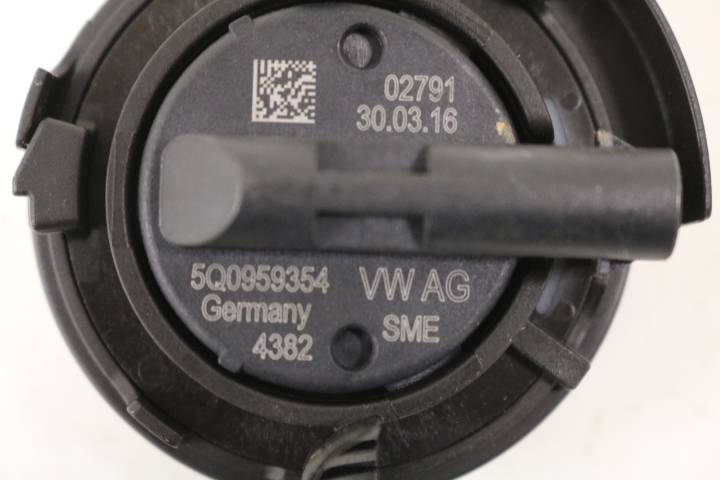 02791
30.03.16
5Q0959354 VW AG
Germany
SME
4382